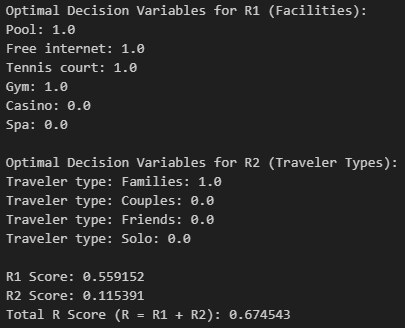 Optimal Decision Variables for R1 (Facilities):
Pool: 1.0
Free internet: 1.0
Tennis court: 1.0
Gym: 1.0
Casino: 0.0
Spa: 0.0

Optimal Decision Variables for R2 (Traveler Types):
Traveler type: Families: 1.0
Traveler type: Couples: 0.0
Traveler type: Friends: 0.0
Traveler type: Solo: 0.0

R1 Score: 0.559152
R2 Score: 0.115391
Total R Score (R = R1 + R2): 0.674543